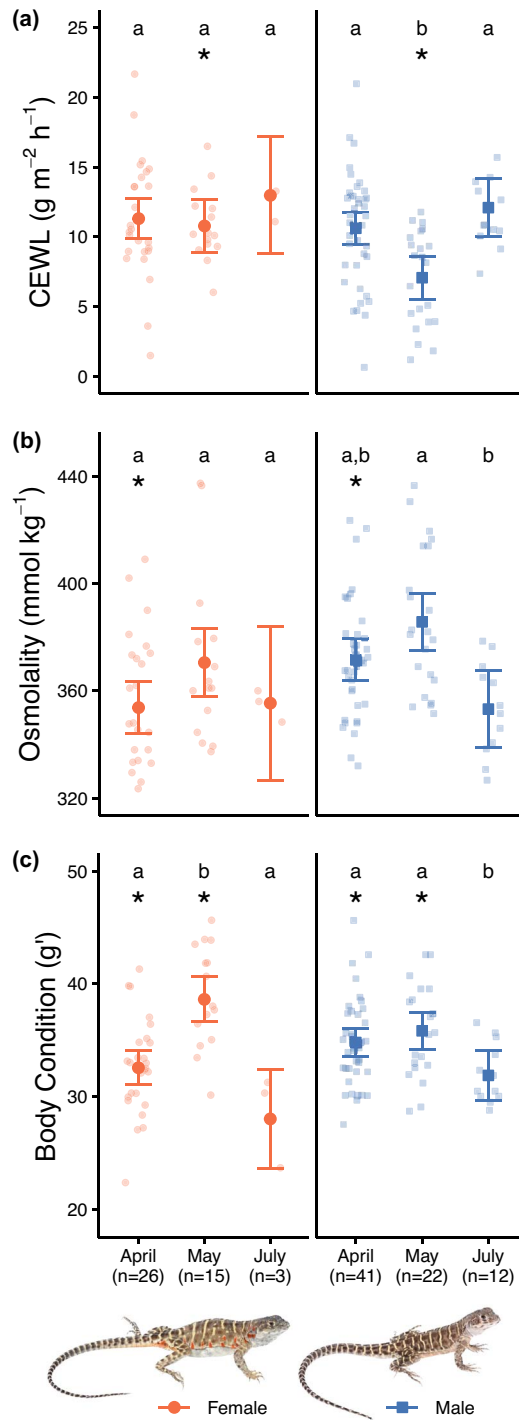 (a)
a a a a b a
* *
25
20
15
10
5
0
CEWL (g m⁻² h⁻¹)
(b)
a a a a,b a b
* *
440
400
360
320
Osmolality (mmol kg⁻¹)
(c)
a b a a a b
* * * *
50
40
30
20
Body Condition (g')
April May July April May July
(n=26) (n=15) (n=3) (n=41) (n=22) (n=12)
Female Male